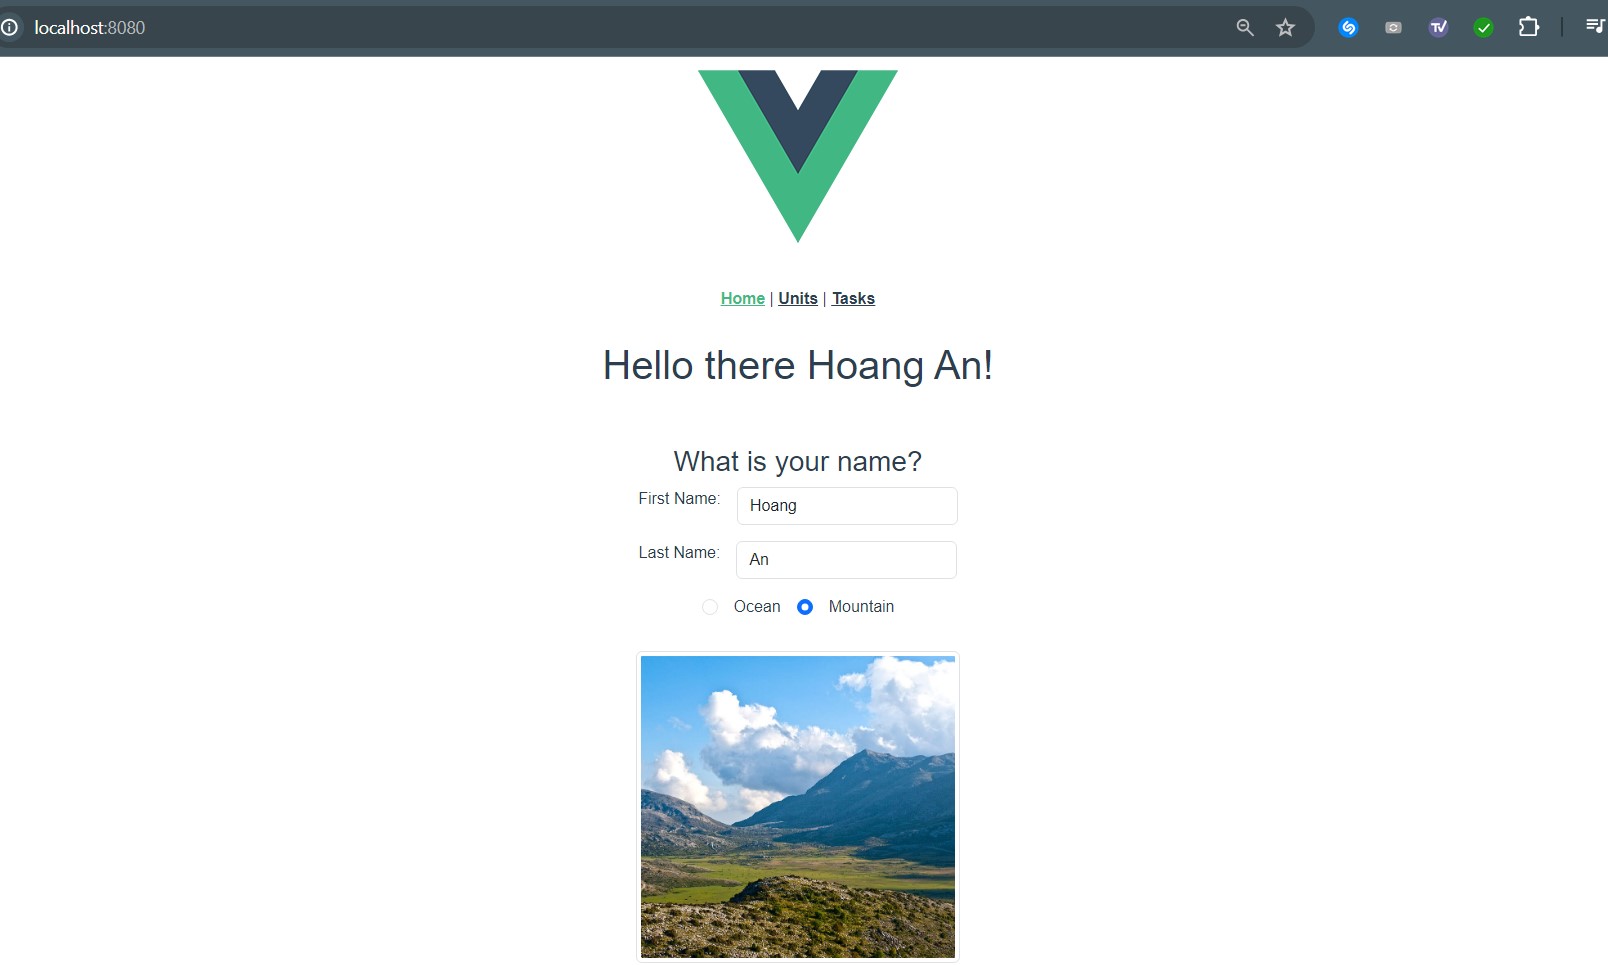 localhost:8080
Home | Units | Tasks
Hello there Hoang An!
What is your name?
First Name: Hoang
Last Name: An
Ocean Mountain